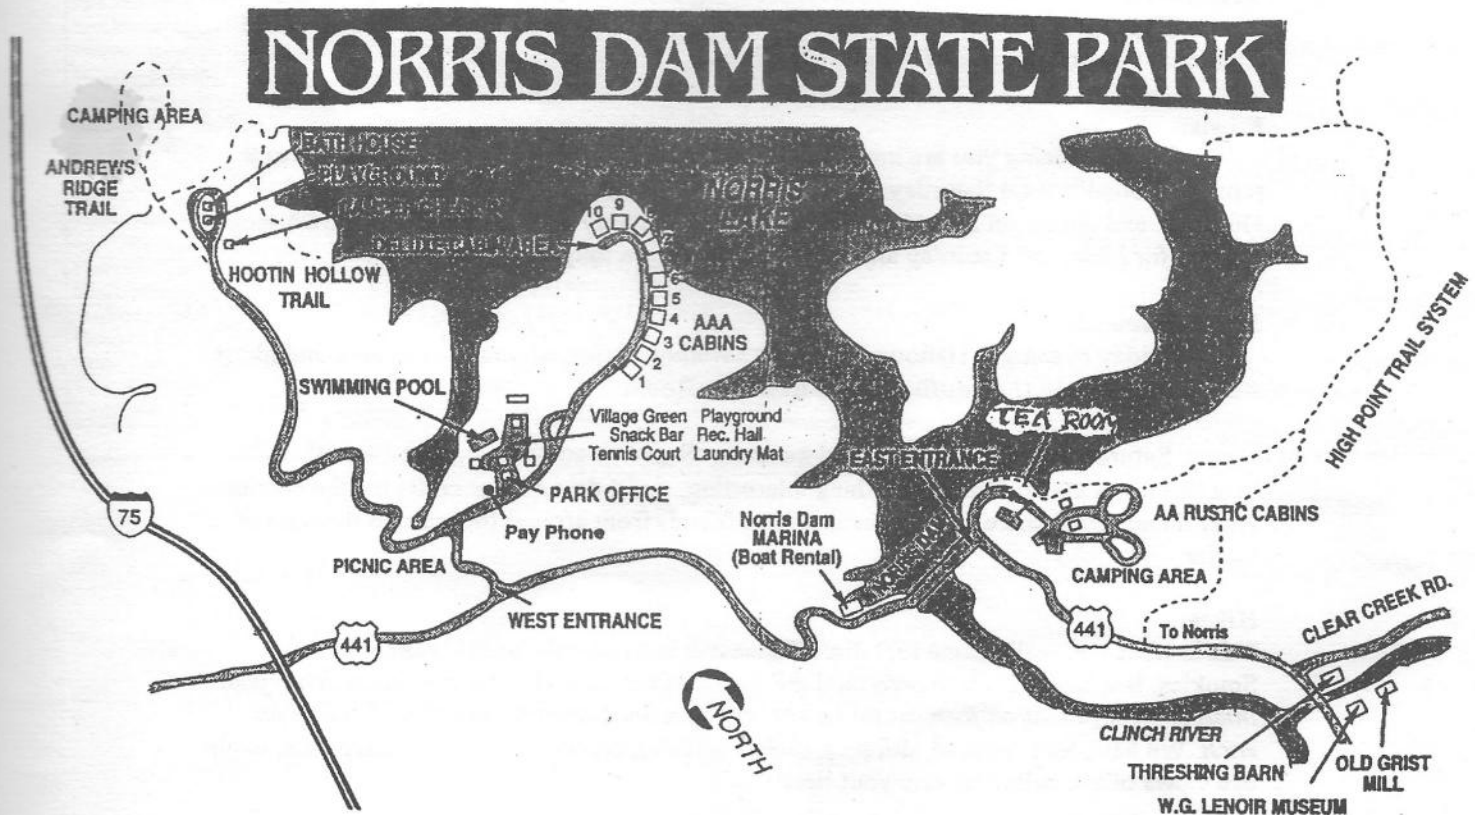 NORRIS DAM STATE PARK
CAMPING AREA
ANDREWS
RIDGE
TRAIL
BATH HOUSE
PLAYGROUND
DELUXE CABIN AREA
NORRIS
LAKE
HOOTIN HOLLOW
TRAIL
10
9
6
5
4
3
2
1
AAA
CABINS
SWIMMING POOL
Village Green Playground
Snack Bar Rec. Hall
Tennis Court Laundry Mat
TEA ROOM
EAST ENTRANCE
HIGH POINT TRAIL SYSTEM
75
PARK OFFICE
Pay Phone
PICNIC AREA
Norris Dam
MARINA
(Boat Rental)
AA RUSTIC CABINS
CAMPING AREA
WEST ENTRANCE
441
441
To Norris
CLEAR CREEK RD.
NORTH
CLINCH RIVER
THRESHING BARN
OLD GRIST
MILL
W.G. LENOIR MUSEUM